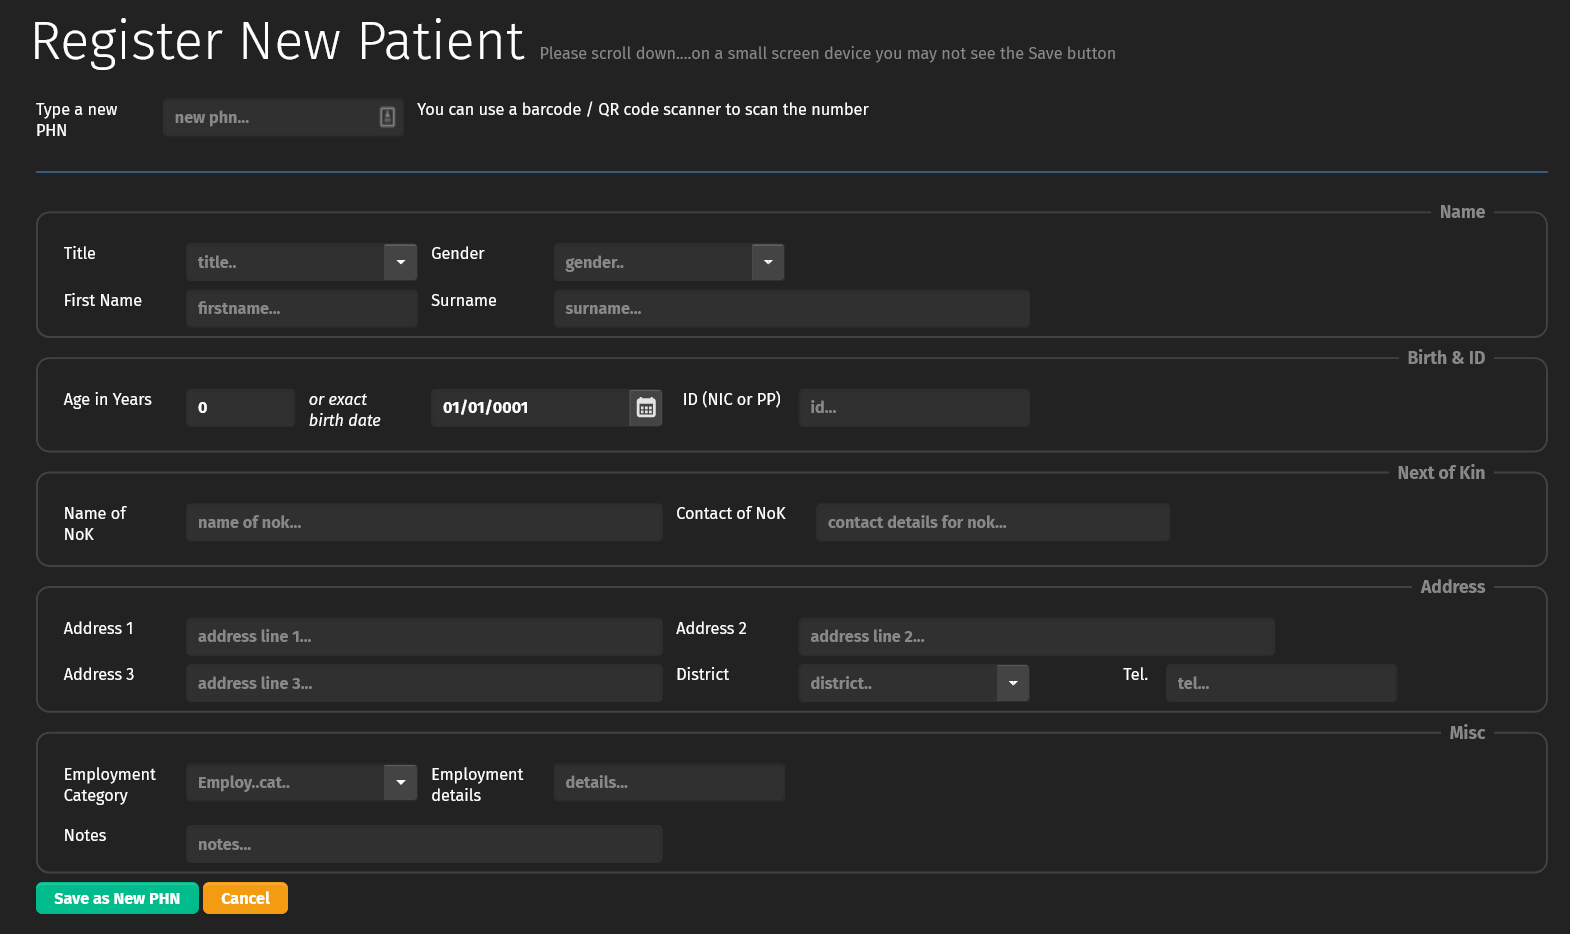 Register New Patient Please scroll down....on a small screen device you may not see the Save button
Type a new
PHN
new phn...
You can use a barcode / QR code scanner to scan the number
Name
Title
title..
Gender
gender..
First Name
firstname...
Surname
surname...
Birth & ID
Age in Years
0
or exact
birth date
01/01/0001
ID (NIC or PP)
id...
Next of Kin
Name of
NoK
name of nok...
Contact of NoK
contact details for nok...
Address
Address 1
address line 1...
Address 2
address line 2...
Address 3
address line 3...
District
district..
Tel.
tel...
Misc
Employment
Category
Employ..cat..
Employment
details
details...
Notes
notes...
Save as New PHN
Cancel